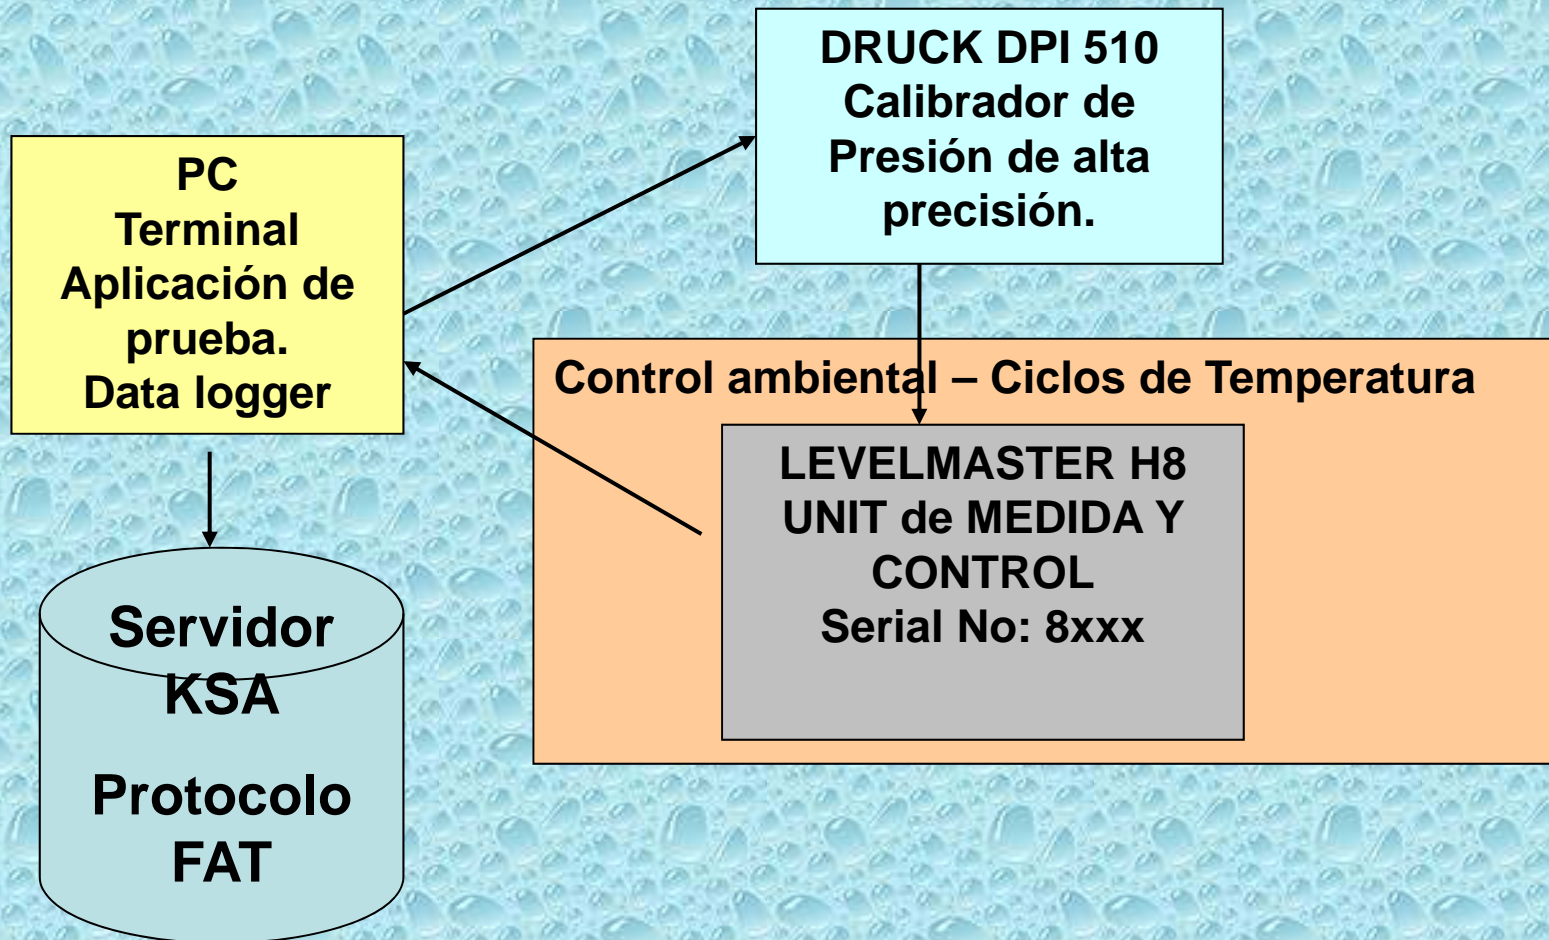 DRUCK DPI 510
Calibrador de
Presión de alta
precisión.
PC
Terminal
Aplicación de
prueba.
Data logger
Control ambiental – Ciclos de Temperatura
LEVELMASTER H8
UNIT de MEDIDA Y
CONTROL
Serial No: 8xxx
Servidor
KSA
Protocolo
FAT